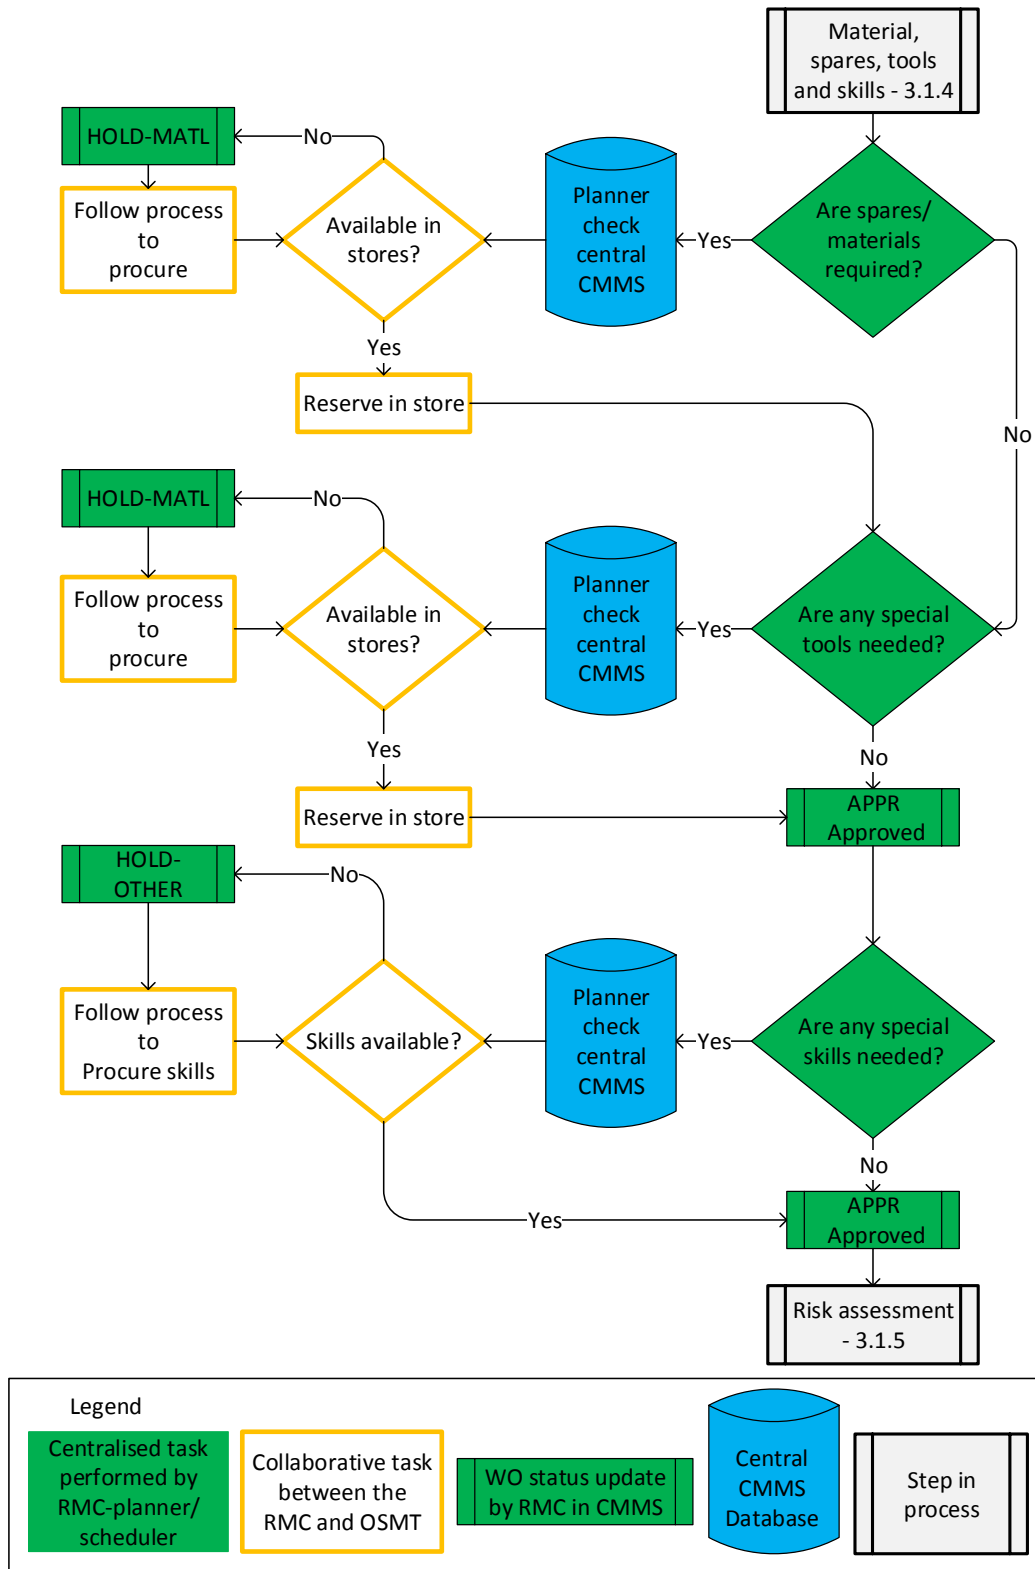 Material,
spares, tools
and skills - 3.1.4
HOLD-MATL
No
Follow process
to
procure
Available in
stores?
Planner
check
central
CMMS
Yes
Are spares/
materials
required?
Yes
Reserve in store
No
HOLD-MATL
No
Follow process
to
procure
Available in
stores?
Planner
check
central
CMMS
Yes
Are any special
tools needed?
Yes
No
Reserve in store
APPR
Approved
HOLD-
OTHER
No
Follow process
to
Procure skills
Skills available?
Planner
check
central
CMMS
Yes
Are any special
skills needed?
No
Yes
APPR
Approved
Risk assessment
- 3.1.5
Legend
Centralised task
performed by
RMC-planner/
scheduler
Collaborative task
between the
RMC and OSMT
WO status update
by RMC in CMMS
Central
CMMS
Database
Step in
process